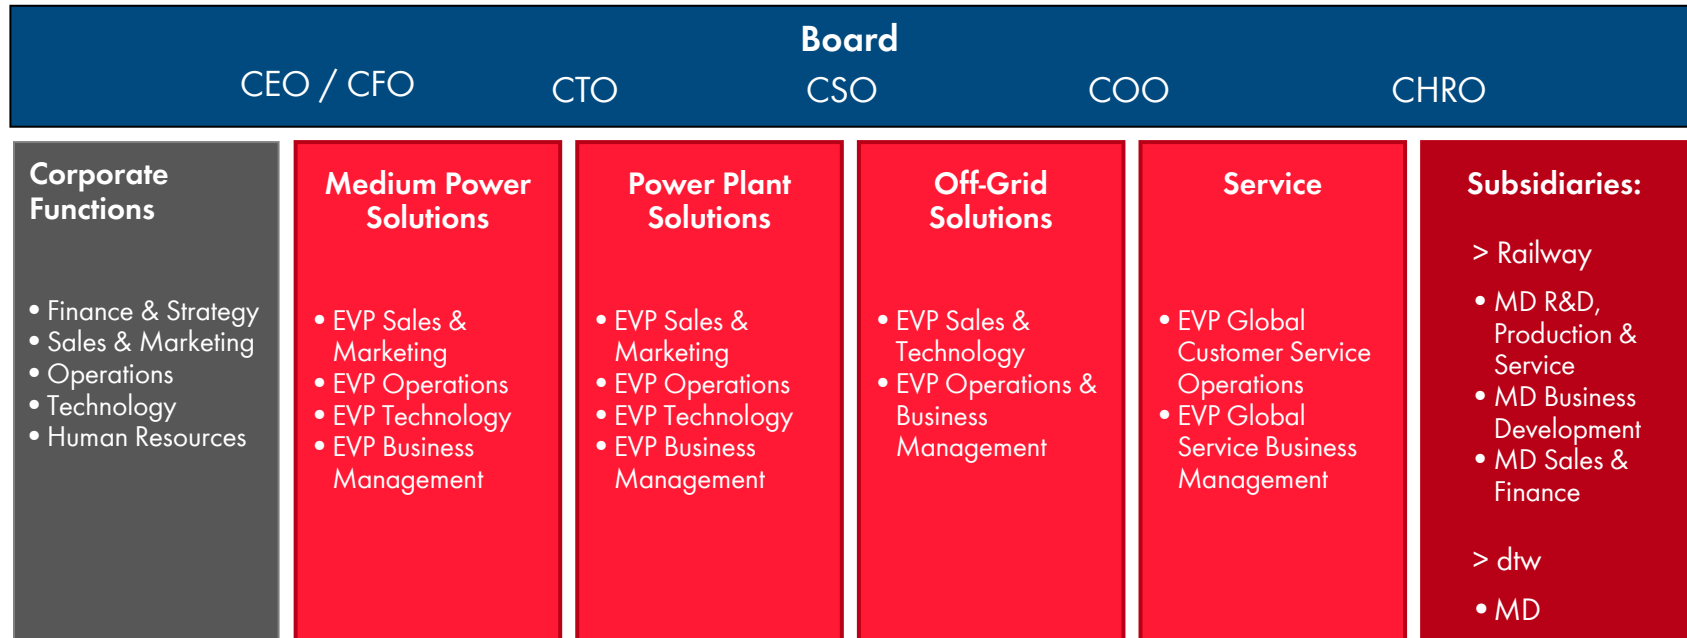 Board
CEO / CFO CTO CSO COO CHRO
Corporate
Functions
• Finance & Strategy
• Sales & Marketing
• Operations
• Technology
• Human Resources
Medium Power
Solutions
• EVP Sales &
Marketing
• EVP Operations
• EVP Technology
• EVP Business
Management
Power Plant
Solutions
• EVP Sales &
Marketing
• EVP Operations
• EVP Technology
• EVP Business
Management
Off-Grid
Solutions
• EVP Sales &
Technology
• EVP Operations &
Business
Management
Service
• EVP Global
Customer Service
Operations
• EVP Global
Service Business
Management
Subsidiaries:
> Railway
• MD R&D,
Production &
Service
• MD Business
Development
• MD Sales &
Finance
> dtw
• MD